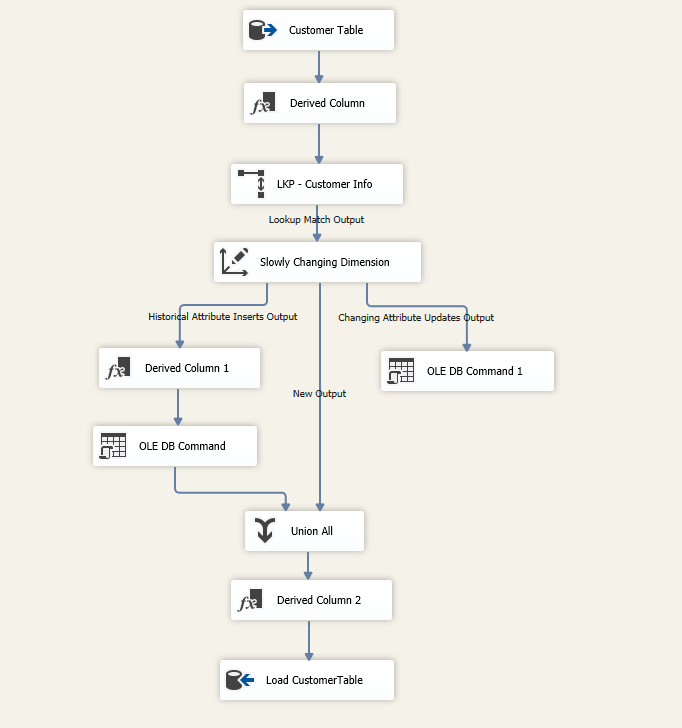 Customer Table
Derived Column
LKP - Customer Info
Lookup Match Output
Slowly Changing Dimension
Historical Attribute Inserts Output
Changing Attribute Updates Output
Derived Column 1
OLE DB Command 1
New Output
OLE DB Command
Union All
Derived Column 2
Load CustomerTable